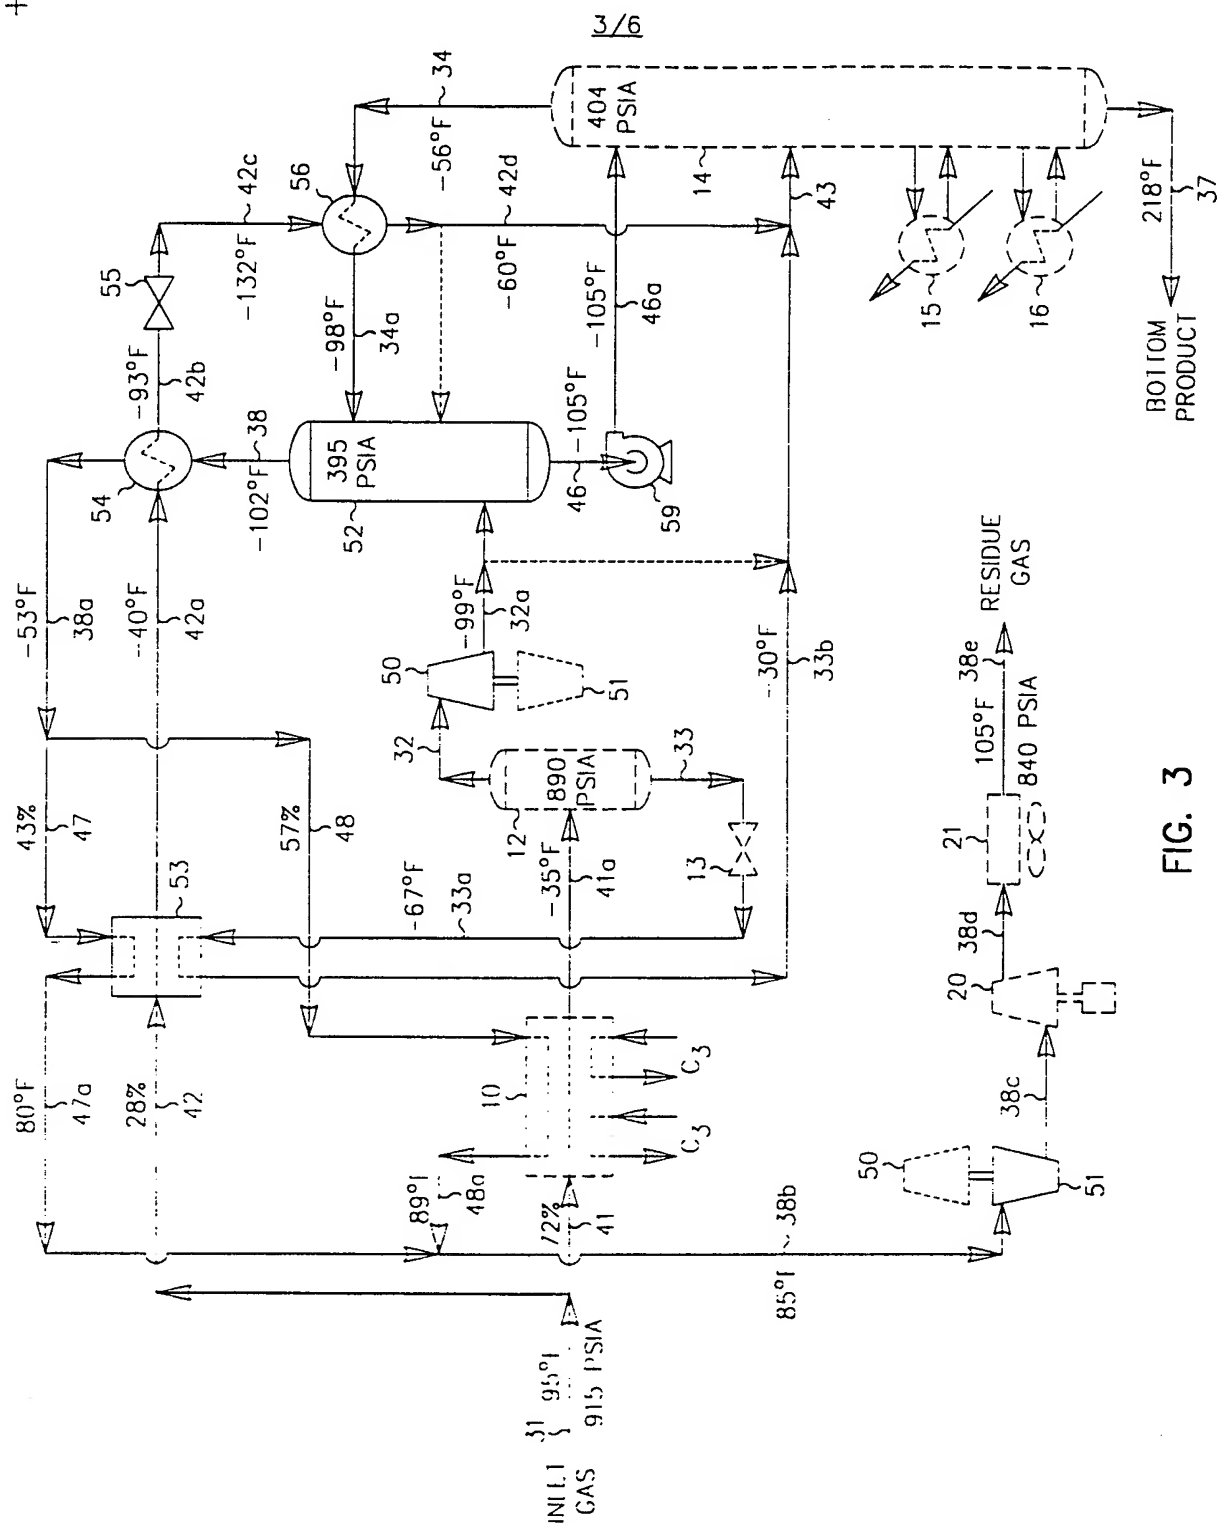 3/6
INLET
GAS
31
95°F
915 PSIA
80°F
47a
28%
42
89°F
48a
72%
41
85°F
38b
43%
47
53
57%
48
-67°F
33a
10
C3
C3
-35°F
41a
12
890
PSIA
13
33
32
50
51
-99°F
32a
-30°F
33b
-53°F
38a
-40°F
42a
54
-102°F
38
-93°F
42b
55
-132°F
42c
56
-98°F
34a
52
395
PSIA
46
-105°F
59
-105°F
46a
-60°F
42d
-56°F
34
404
PSIA
14
43
15
16
218°F
37
BOTTOM
PRODUCT
50
51
38c
20
38d
21
105°F
38e
840 PSIA
RESIDUE
GAS
FIG. 3